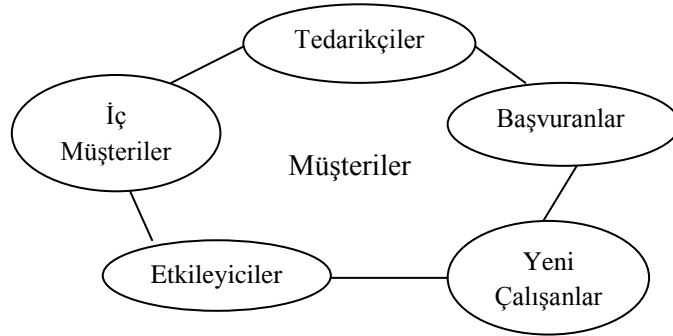 Tedarikçiler
İç
Müşteriler
Başvuranlar
Müşteriler
Etkileyiciler
Yeni
Çalışanlar